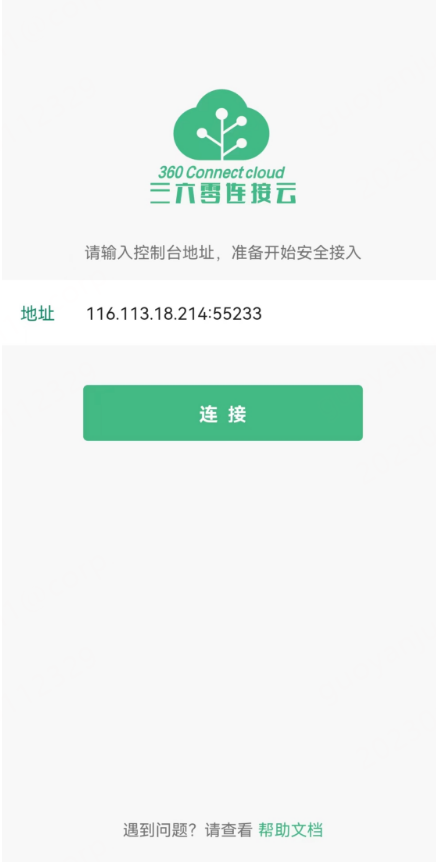 360 Connect cloud
三六零连接云
请输入控制台地址，准备开始安全接入
地址 116.113.18.214:55233
连 接
遇到问题？请查看 帮助文档